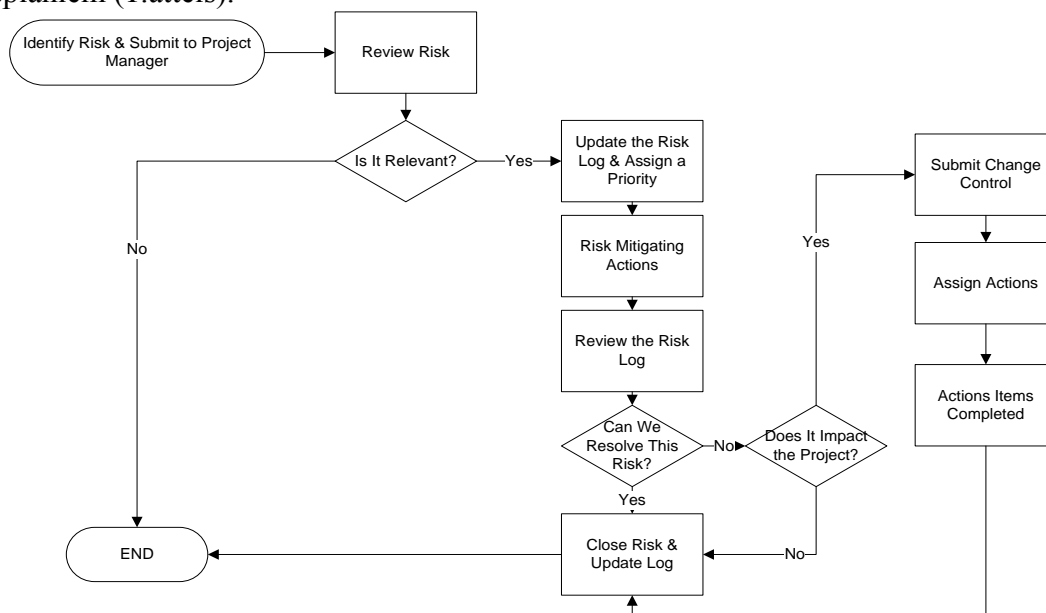 Identify Risk & Submit to Project
Manager
Review Risk
Is It Relevant?
Yes
Update the Risk
Log & Assign a
Priority
Submit Change
Control
No
Yes
Risk Mitigating
Actions
Assign Actions
Review the Risk
Log
Actions Items
Completed
Can We
Resolve This
Risk?
No
Does It Impact
the Project?
Yes
END
Close Risk &
Update Log
No